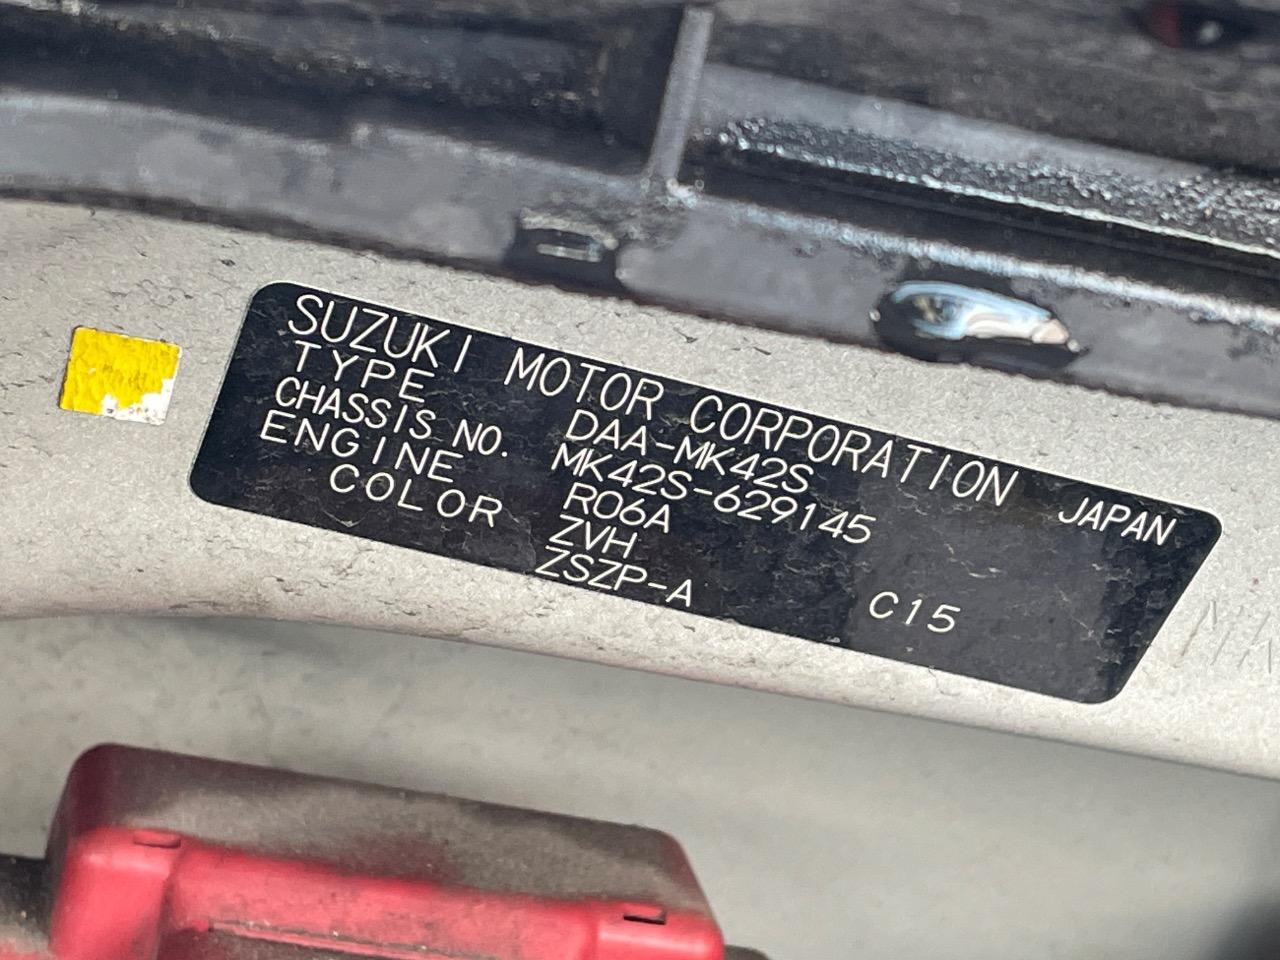 SUZUKI MOTOR CORPORATION JAPAN
TYPE DAA-MK42S
CHASSIS NO. MK42S-629145
ENGINE R06A
COLOR ZVH
ZSZP-A C15